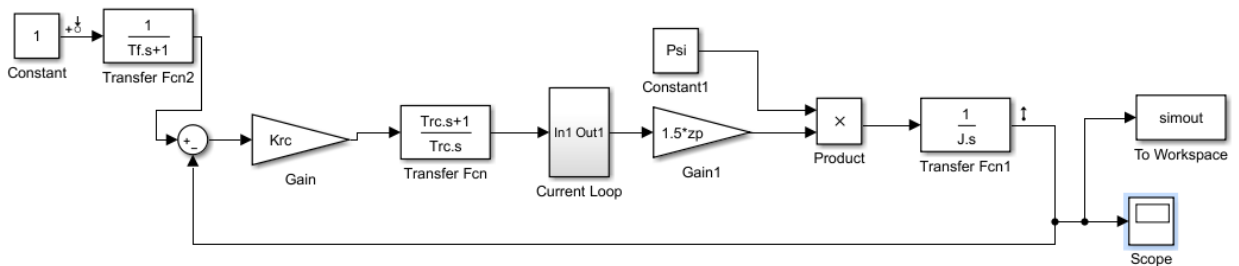 1
Constant
1
Tf.s+1
Transfer Fcn2
+
−
Krc
Gain
Trc.s+1
Trc.s
Transfer Fcn
In1 Out1
Current Loop
Psi
Constant1
1.5*zp
Gain1
×
Product
1
J.s
Transfer Fcn1
simout
To Workspace
Scope